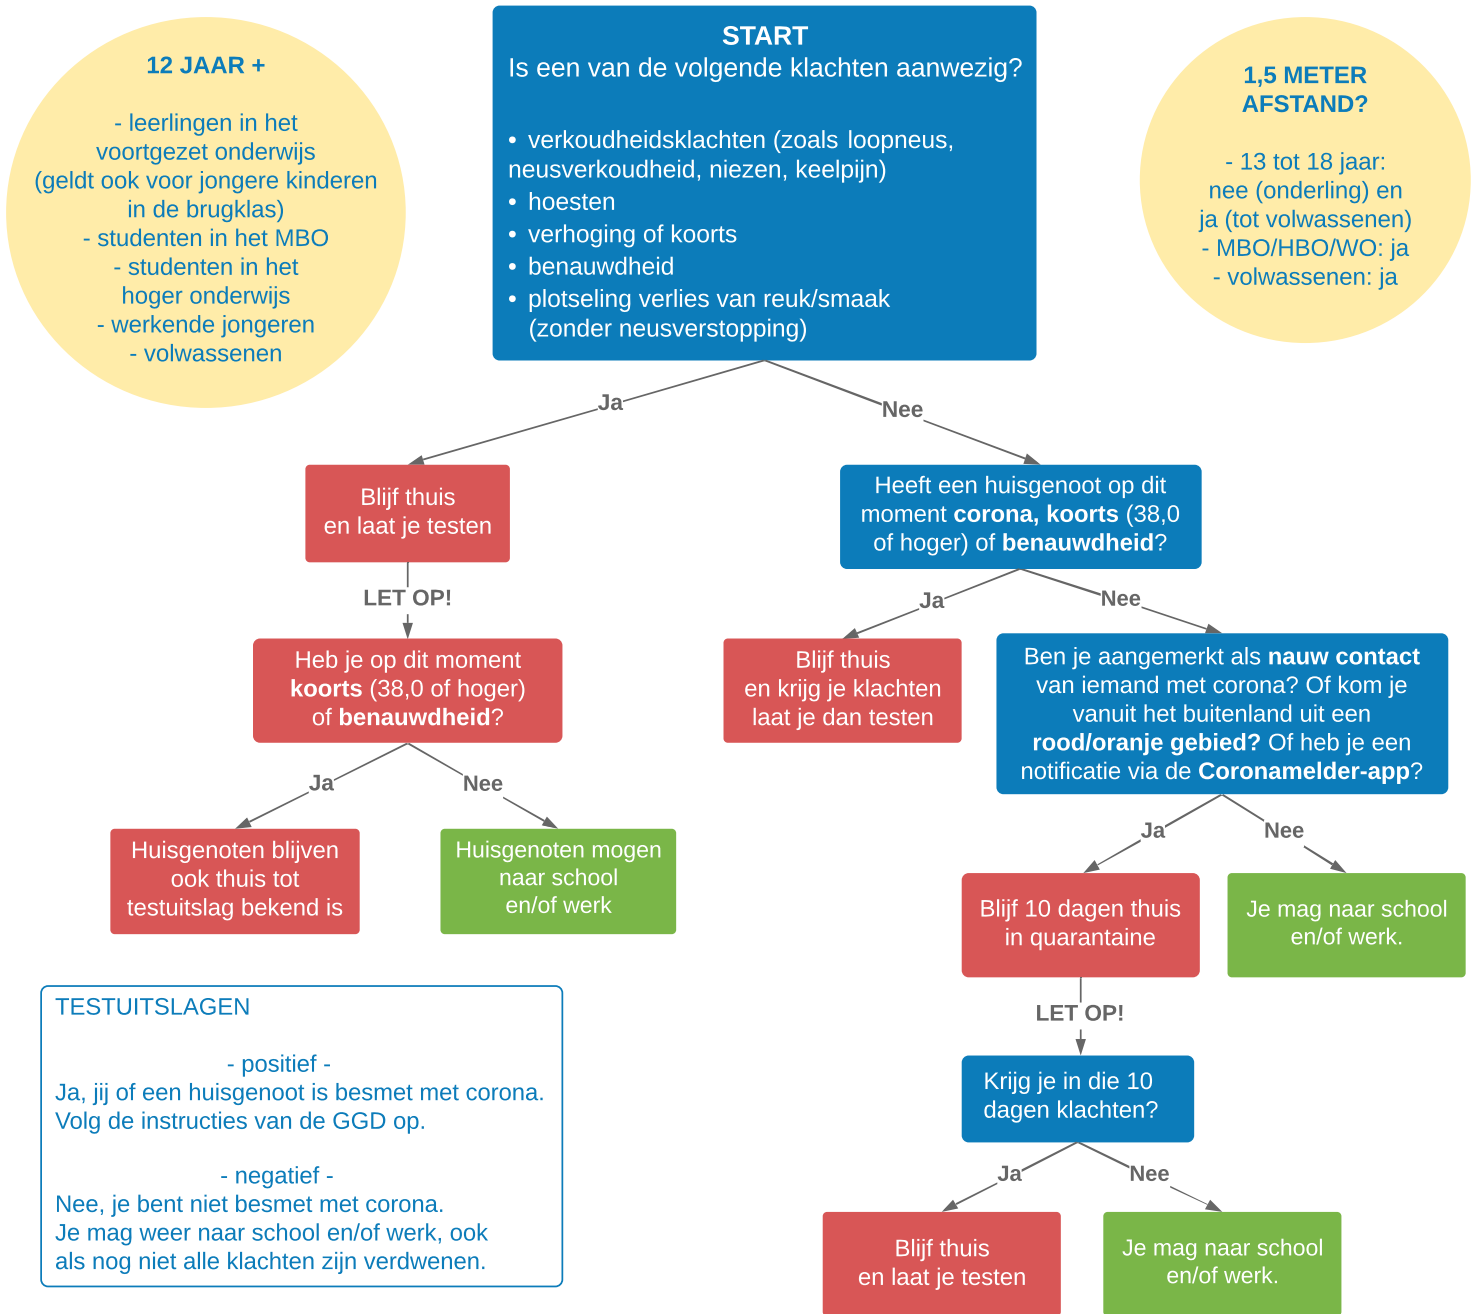 12 JAAR +
- leerlingen in het
voortgezet onderwijs
(geldt ook voor jongere kinderen
in de brugklas)
- studenten in het MBO
- studenten in het
hoger onderwijs
- werkende jongeren
- volwassenen
START
Is een van de volgende klachten aanwezig?
• verkoudheidsklachten (zoals loopneus,
neusverkoudheid, niezen, keelpijn)
• hoesten
• verhoging of koorts
• benauwdheid
• plotseling verlies van reuk/smaak
(zonder neusverstopping)
1,5 METER
AFSTAND?
- 13 tot 18 jaar:
nee (onderling) en
ja (tot volwassenen)
- MBO/HBO/WO: ja
- volwassenen: ja
Ja
Nee
Blijf thuis
en laat je testen
LET OP!
Heb je op dit moment
koorts (38,0 of hoger)
of benauwdheid?
Ja
Nee
Huisgenoten blijven
ook thuis tot
testuitslag bekend is
Huisgenoten mogen
naar school
en/of werk
Heeft een huisgenoot op dit
moment corona, koorts (38,0
of hoger) of benauwdheid?
Ja
Nee
Blijf thuis
en krijg je klachten
laat je dan testen
Ben je aangemerkt als nauw contact
van iemand met corona? Of kom je
vanuit het buitenland uit een
rood/oranje gebied? Of heb je een
notificatie via de Coronamelder-app?
Ja
Nee
Blijf 10 dagen thuis
in quarantaine
Je mag naar school
en/of werk.
LET OP!
Krijg je in die 10
dagen klachten?
Ja
Nee
Blijf thuis
en laat je testen
Je mag naar school
en/of werk.
TESTUITSLAGEN
- positief -
Ja, jij of een huisgenoot is besmet met corona.
Volg de instructies van de GGD op.
- negatief -
Nee, je bent niet besmet met corona.
Je mag weer naar school en/of werk, ook
als nog niet alle klachten zijn verdwenen.